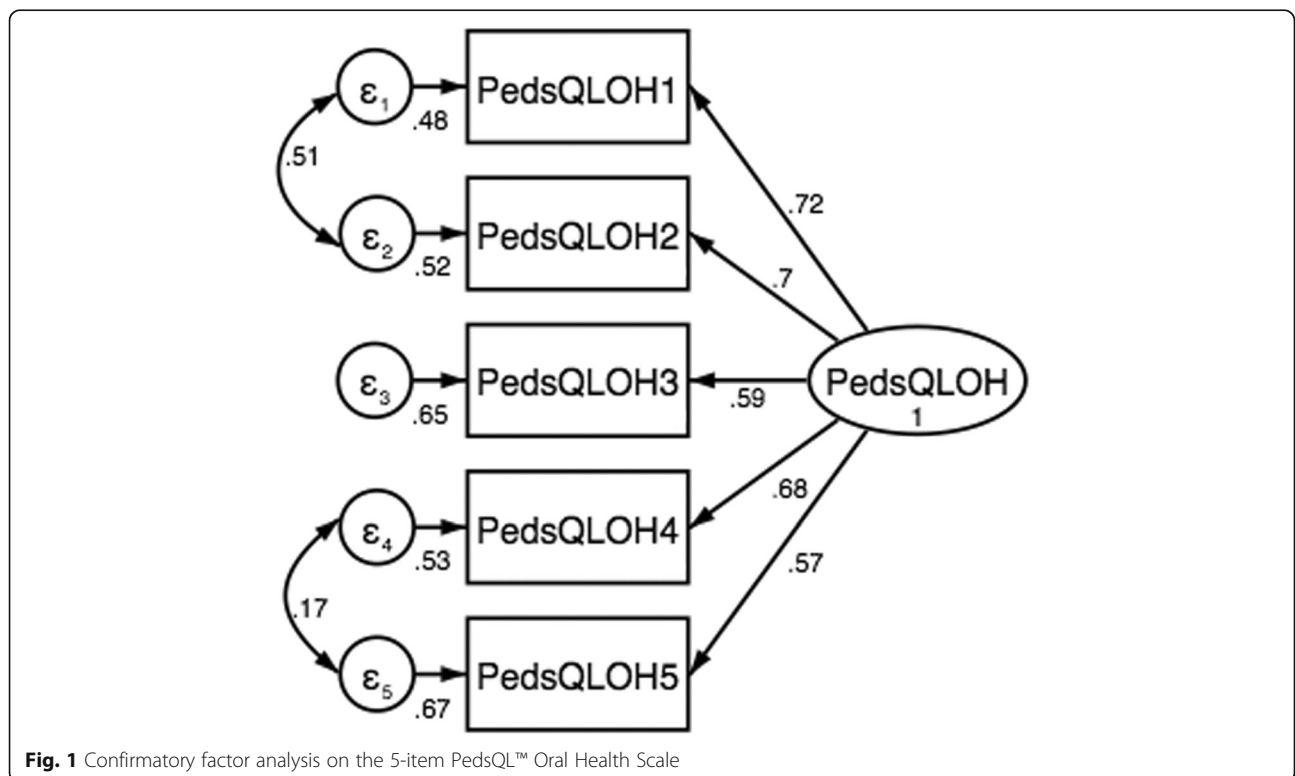 ε1
.48
PedsQLOH1
.51
.72
ε2
.52
PedsQLOH2
.7
ε3
.65
PedsQLOH3
.59
PedsQLOH
1
ε4
.53
PedsQLOH4
.68
.17
.57
ε5
.67
PedsQLOH5
Fig. 1 Confirmatory factor analysis on the 5-item PedsQL™ Oral Health Scale